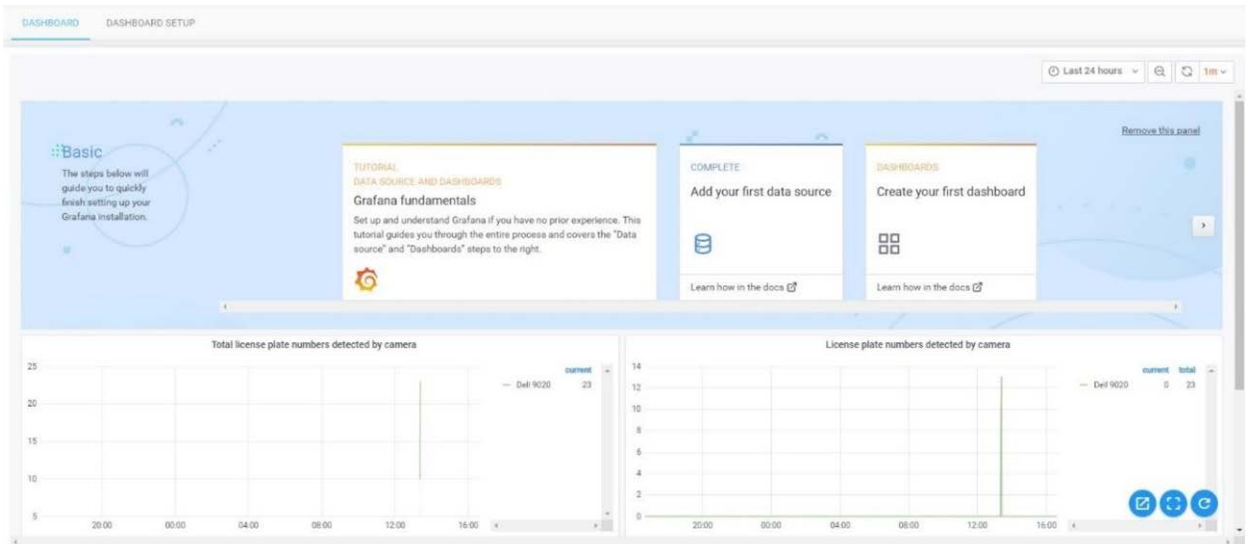 DASHBOARD DASHBOARD SETUP
Last 24 hours 1m
Remove this panel
Basic
The steps below will
guide you to quickly
finish setting up your
Grafana installation.
TUTORIAL
DATA SOURCE AND DASHBOARDS
Grafana fundamentals
Set up and understand Grafana if you have no prior experience. This
tutorial guides you through the entire process and covers the "Data
source" and "Dashboards" steps to the right.
COMPLETE
Add your first data source
Learn how in the docs
DASHBOARDS
Create your first dashboard
Learn how in the docs
Total license plate numbers detected by camera
25
20
15
10
5
20:00 00:00 04:00 08:00 12:00 16:00
current
Dell 9020 23
License plate numbers detected by camera
14
12
10
8
6
4
2
0
20:00 00:00 04:00 08:00 12:00 16:00
current total
Dell 9020 0 23